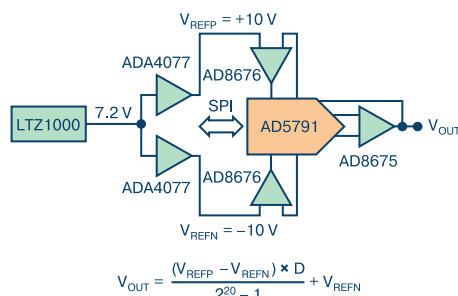 V_REFP = +10 V
ADA4077
AD8676
SPI
LTZ1000
7.2 V
AD5791
V_OUT
AD8675
ADA4077
AD8676
V_REFN = −10 V
V_OUT = (V_REFP − V_REFN) × D / 2^20 − 1 + V_REFN